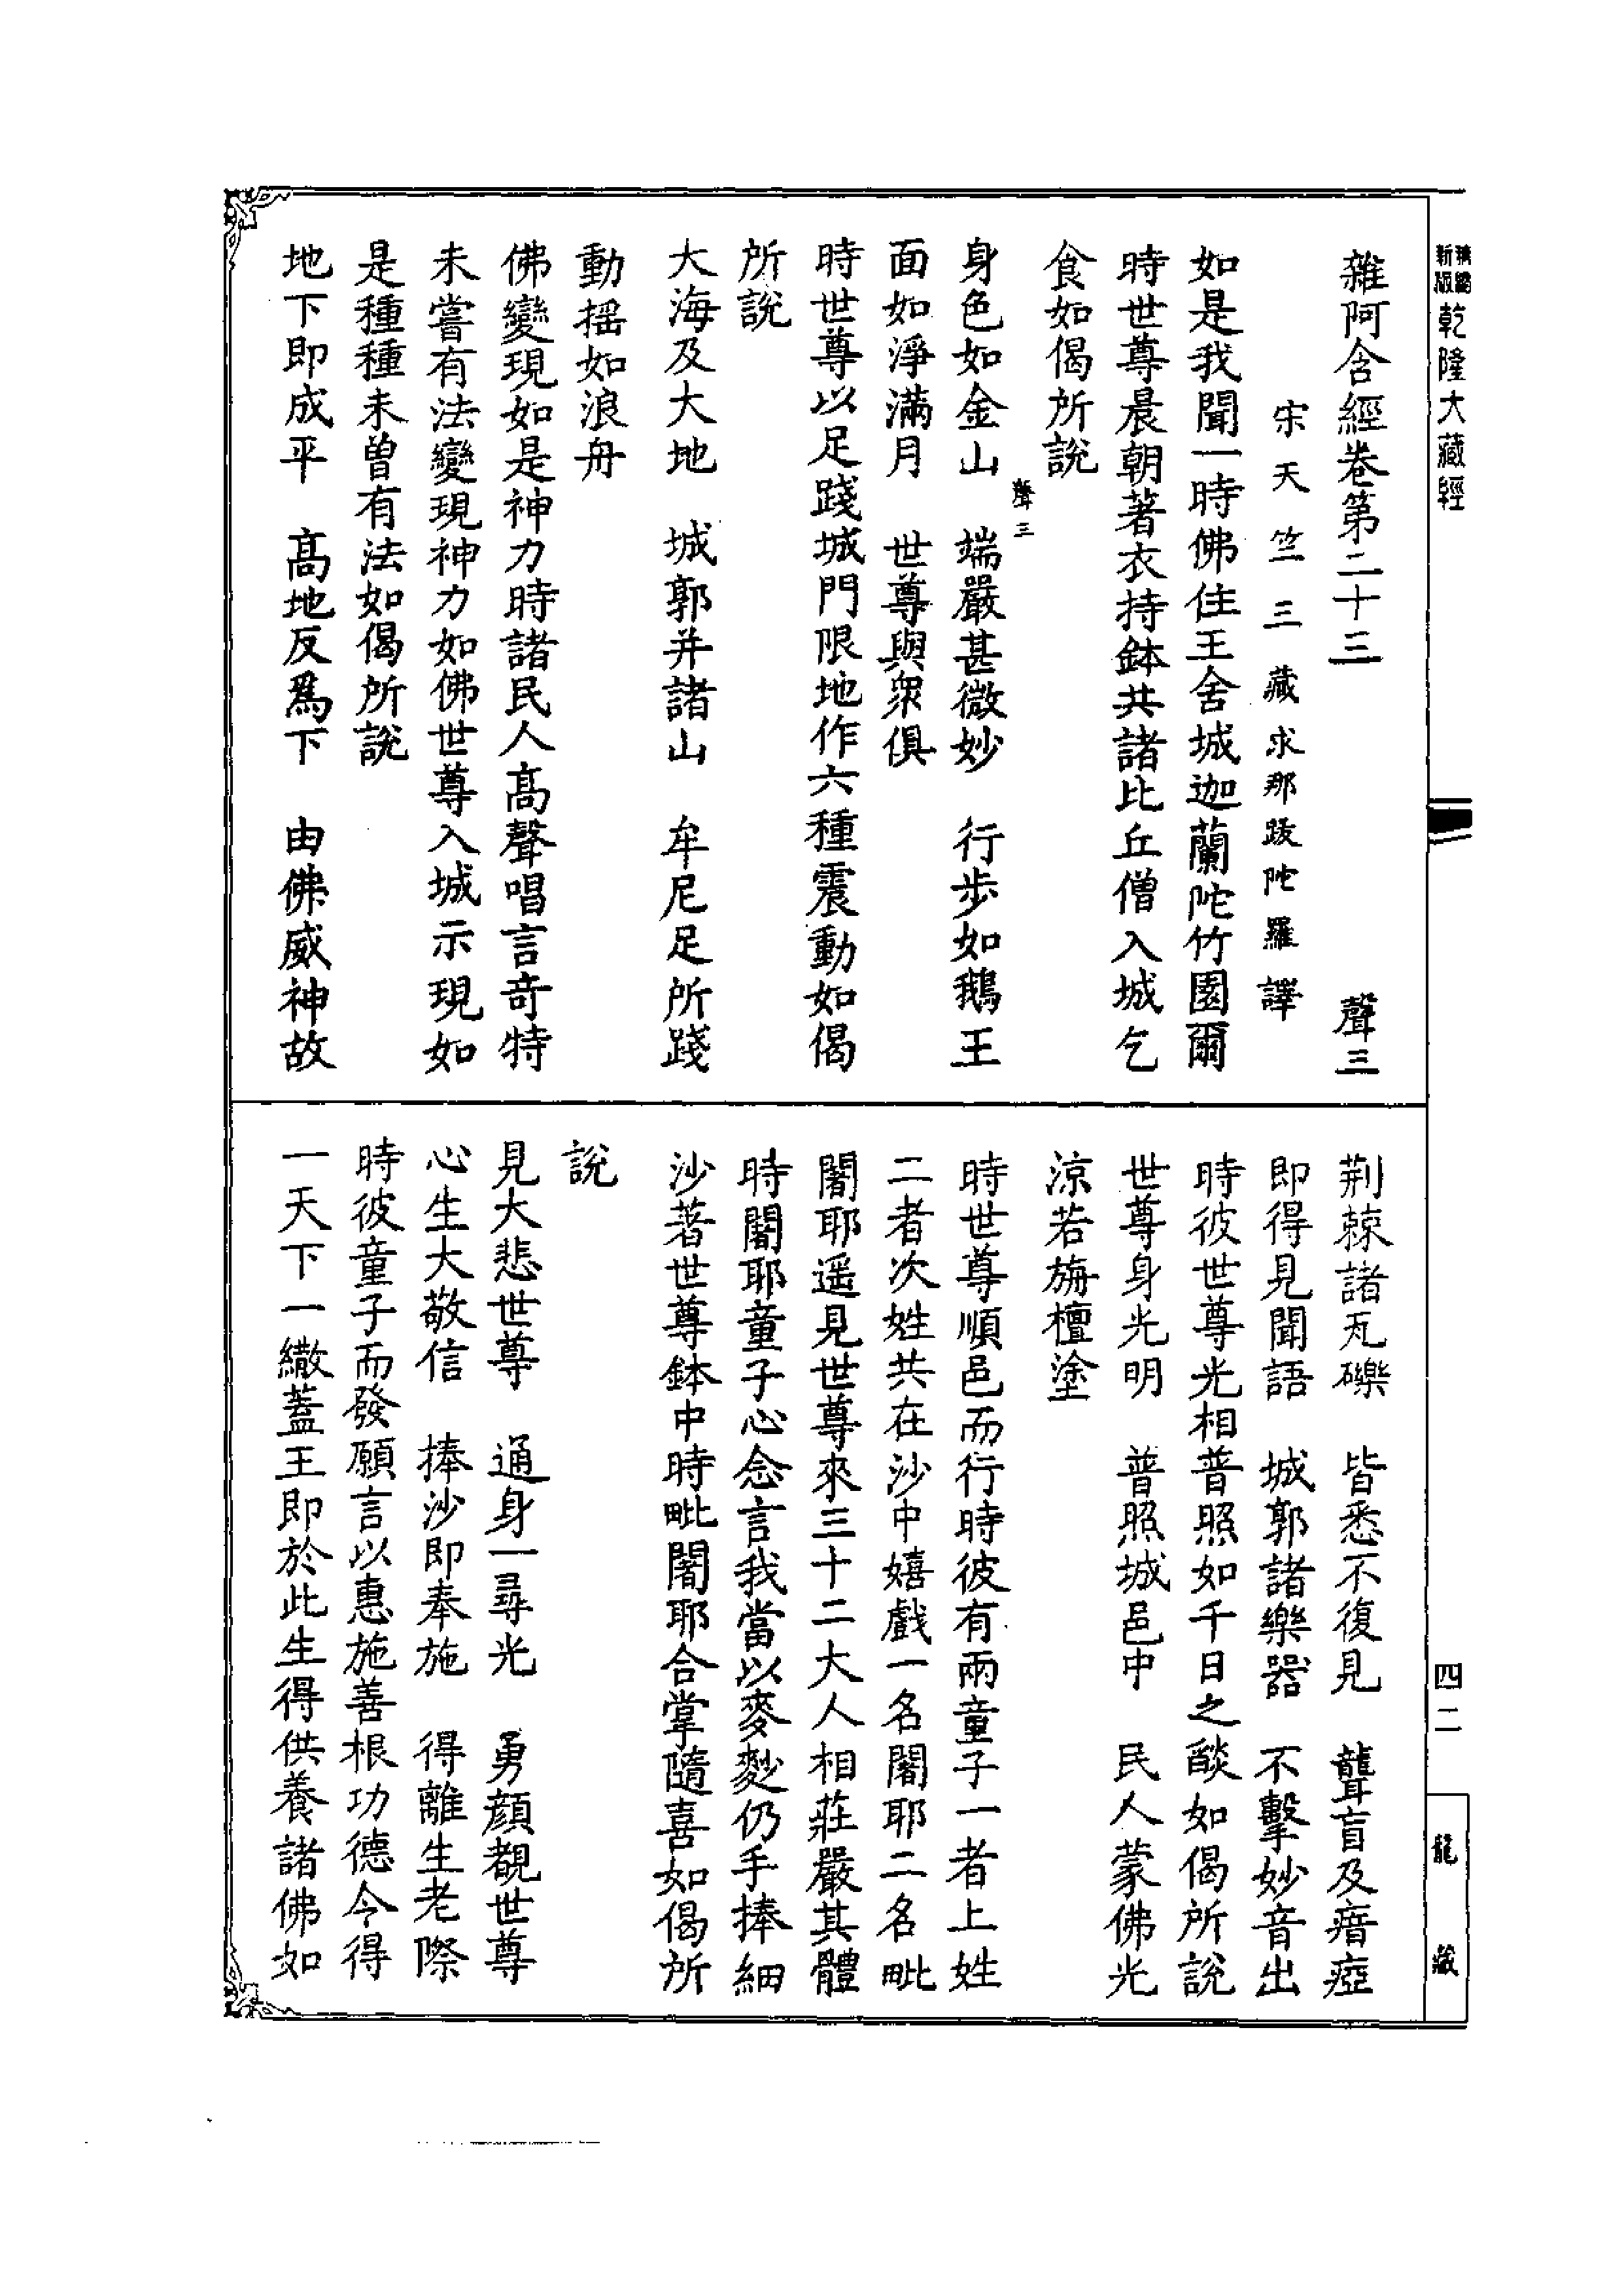 新版
乾隆大藏經
四二
龍藏
雜阿含經卷第二十三 聲三
宋天竺三藏求那跋陀羅譯
如是我聞一時佛住王舍城迦蘭陀竹園爾
時世尊晨朝著衣持鉢共諸比丘僧入城乞
食如偈所說
聲三
身色如金山 端嚴甚微妙 行步如鵝王
面如淨滿月 世尊與衆俱
時世尊以足踐城門限地作六種震動如偈
所說
大海及大地 城郭并諸山 牟尼足所踐
動揺如浪舟
佛變現如是神力時諸民人髙聲唱言奇特
未嘗有法變現神力如佛世尊入城示現如
是種種未曽有法如偈所說
地下即成平 髙地反爲下 由佛威神故
荆棘諸瓦礫 皆悉不復見 聾盲及瘖瘂
即得見聞語 城郭諸樂器 不擊妙音出
時彼世尊光相普照如千日之燄如偈所說
世尊身光明 普照城邑中 民人蒙佛光
涼若旃檀塗
時世尊順邑而行時彼有兩童子一者上姓
二者次姓共在沙中嬉戲一名闍耶二名毗
闍耶遥見世尊來三十二大人相莊嚴其體
時闍耶童子心念言我當以麥麨仍手捧細
沙著世尊鉢中時毗闍耶合掌隨喜如偈所
說
見大悲世尊 通身一尋光 勇顏覩世尊
心生大敬信 捧沙即奉施 得離生老際
時彼童子而發願言以惠施善根功德今得
一天下一繖蓋王即於此生得供養諸佛如